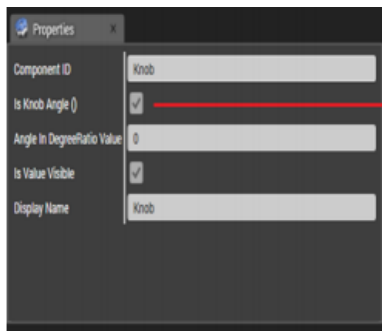 Properties x
Component ID Knob
Is Knob Angle ()
Angle In DegreeRatio Value 0
Is Value Visible
Display Name Knob